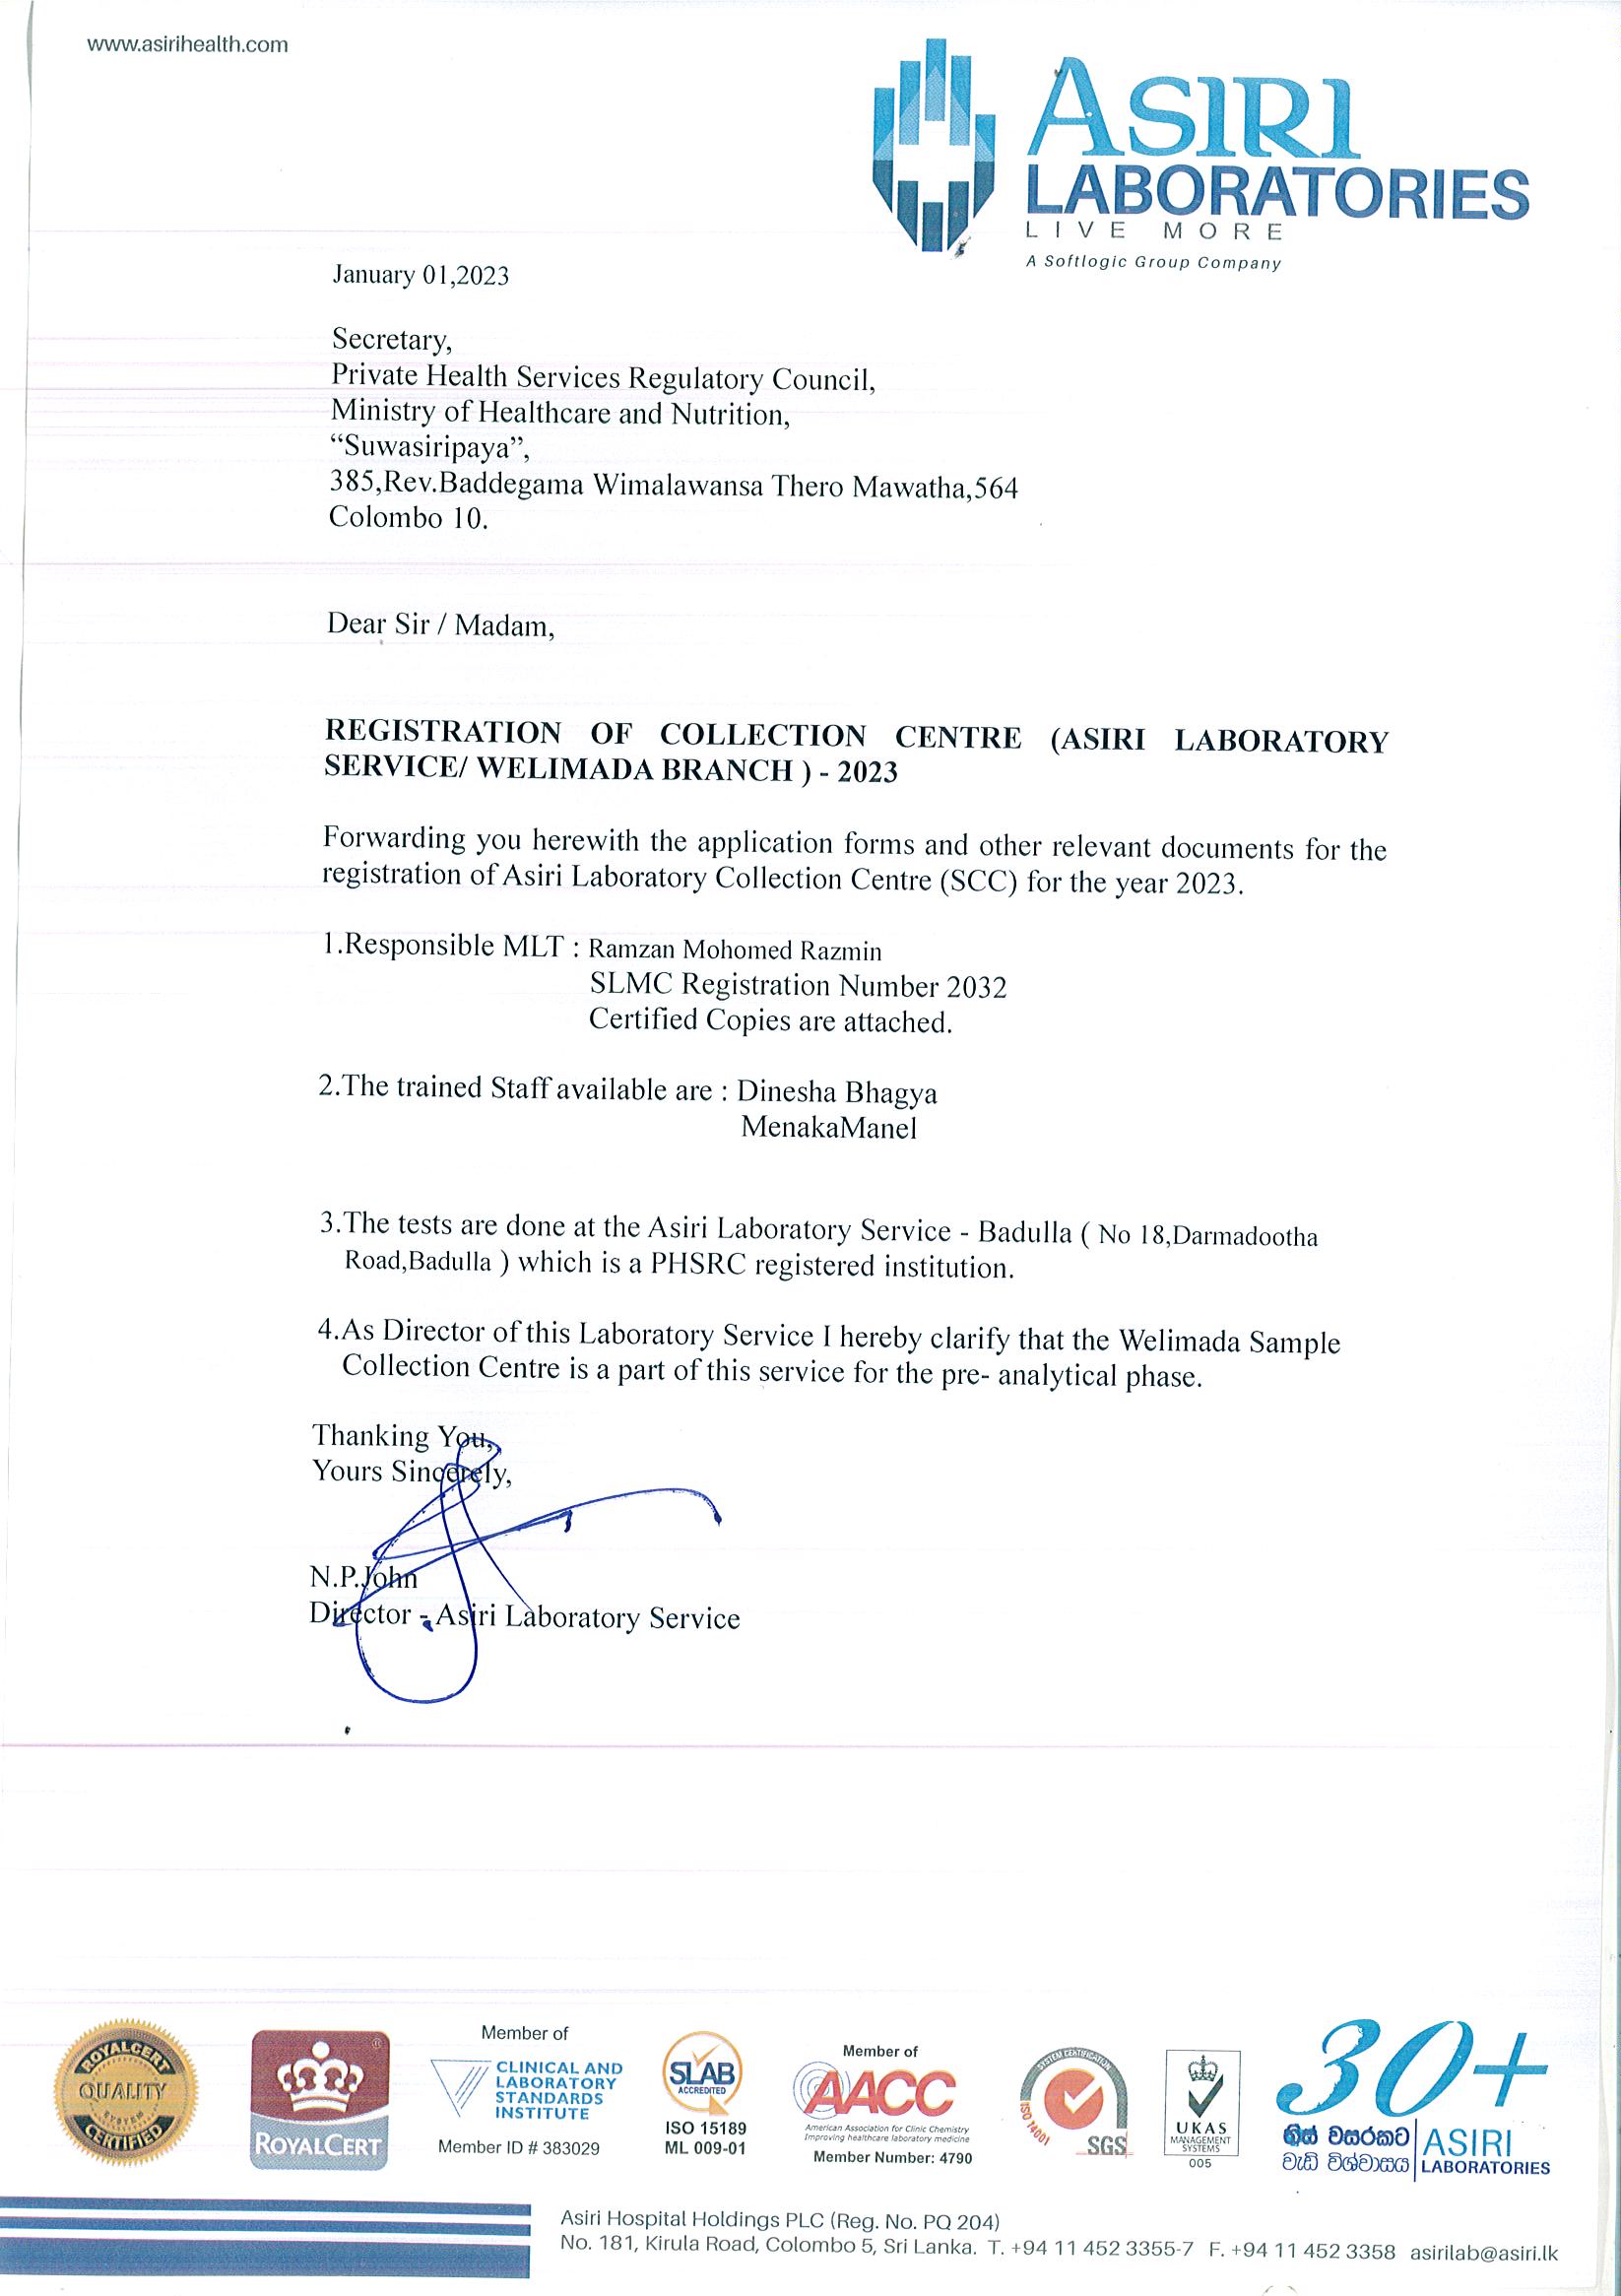 www.asirihealth.com
ASIRI
LABORATORIES
LIVE MORE
A Softlogic Group Company
January 01,2023
Secretary,
Private Health Services Regulatory Council,
Ministry of Healthcare and Nutrition,
“Suwasiripaya”,
385,Rev.Baddegama Wimalawansa Thero Mawatha,564
Colombo 10.
Dear Sir / Madam,
REGISTRATION OF COLLECTION CENTRE (ASIRI LABORATORY
SERVICE/ WELIMADA BRANCH ) - 2023
Forwarding you herewith the application forms and other relevant documents for the
registration of Asiri Laboratory Collection Centre (SCC) for the year 2023.
1.Responsible MLT : Ramzan Mohomed Razmin
SLMC Registration Number 2032
Certified Copies are attached.
2.The trained Staff available are : Dinesha Bhagya
MenakaManel
3.The tests are done at the Asiri Laboratory Service - Badulla ( No 18,Darmadootha
Road,Badulla ) which is a PHSRC registered institution.
4.As Director of this Laboratory Service I hereby clarify that the Welimada Sample
Collection Centre is a part of this service for the pre- analytical phase.
Thanking You,
Yours Sincerely,
N.P.John
Director - Asiri Laboratory Service
ROYALCERT
QUALITY
SYSTEM
CERTIFIED
ROYALCERT
Member of
CLINICAL AND
LABORATORY
STANDARDS
INSTITUTE
Member ID # 383029
SLAB
ACCREDITED
ISO 15189
ML 009-01
Member of
AACC
American Association for Clinic Chemistry
Improving healthcare laboratory medicine
Member Number: 4790
SYSTEM CERTIFICATION
ISO 14001
SGS
UKAS
MANAGEMENT
SYSTEMS
005
30+
තිස් වසරකට
වැඩි විශ්වාසය
ASIRI
LABORATORIES
Asiri Hospital Holdings PLC (Reg. No. PQ 204)
No. 181, Kirula Road, Colombo 5, Sri Lanka. T. +94 11 452 3355-7 F. +94 11 452 3358 asirilab@asiri.lk